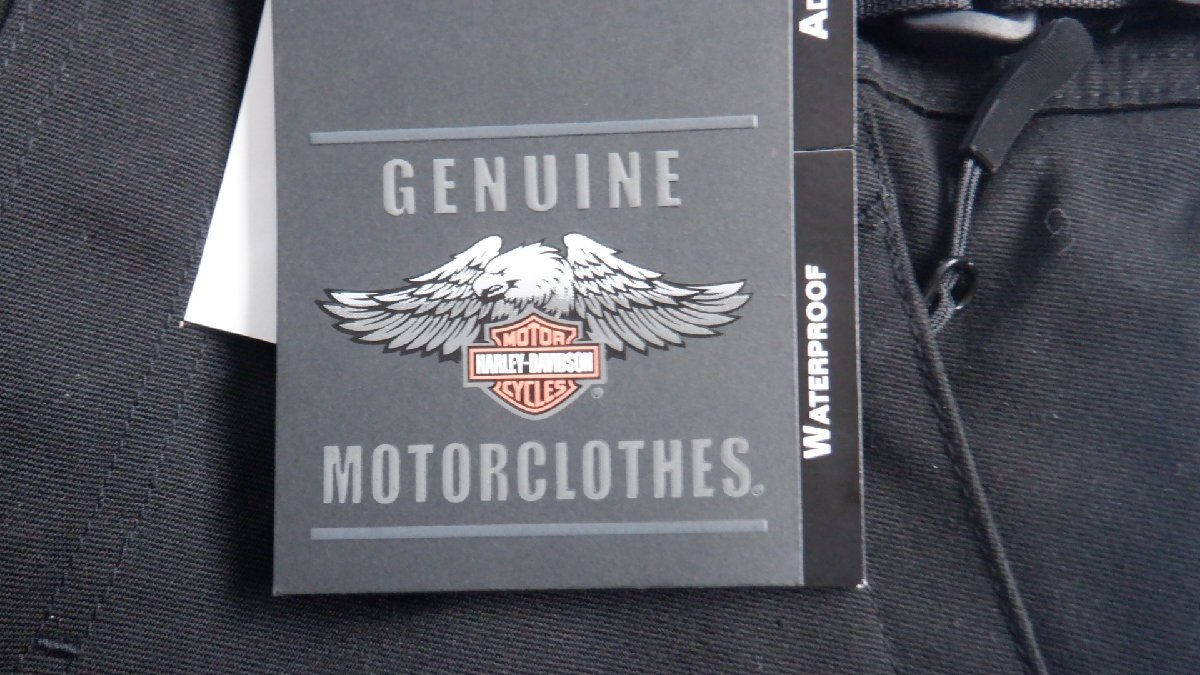 GENUINE
MOTOR
HARLEY-DAVIDSON
CYCLES
®
MOTORCLOTHES®
WATERPROOF